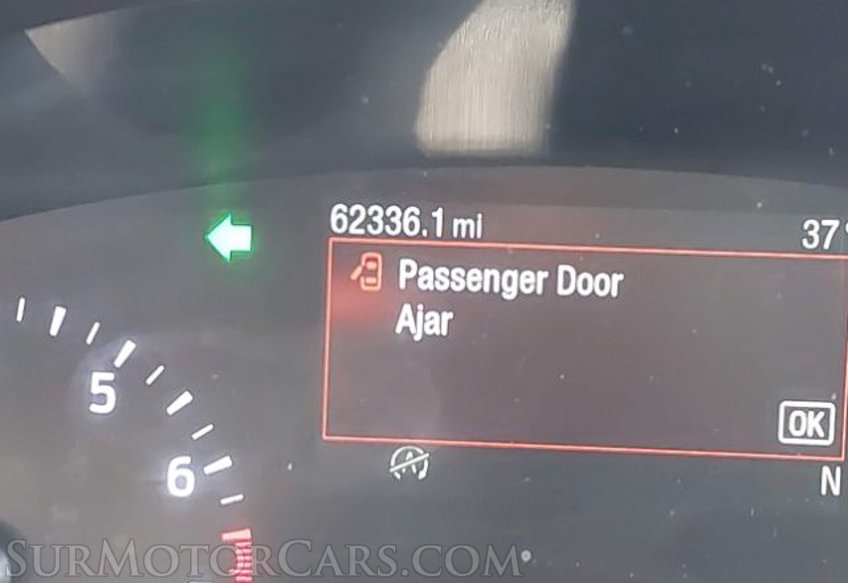 62336.1 mi
37°
Passenger Door
Ajar
OK
5
6
N
SurMotorCars.com